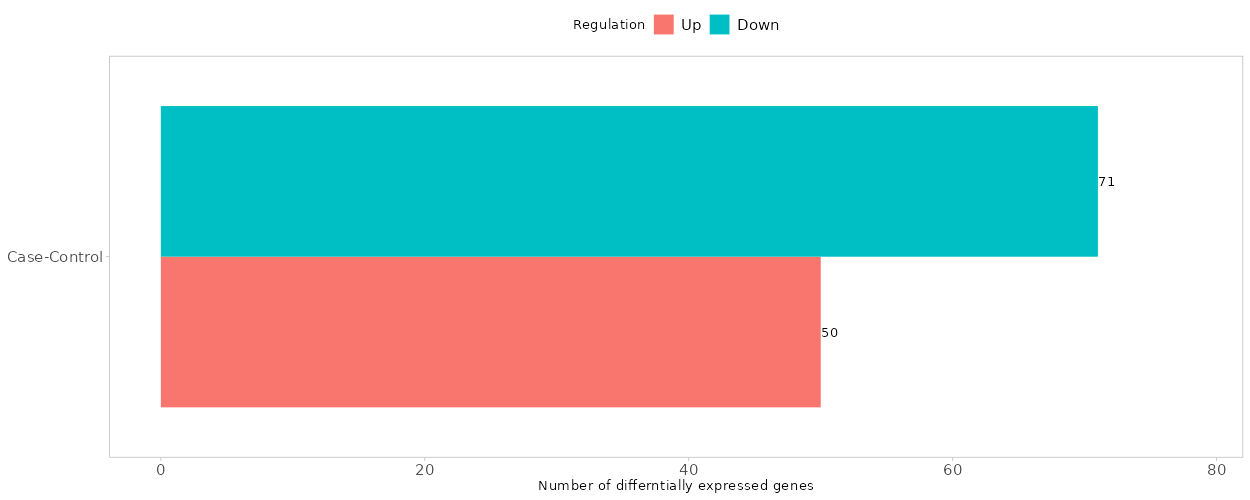 Regulation Up Down
71
Case-Control
50
0 20 40 60 80
Number of differntially expressed genes